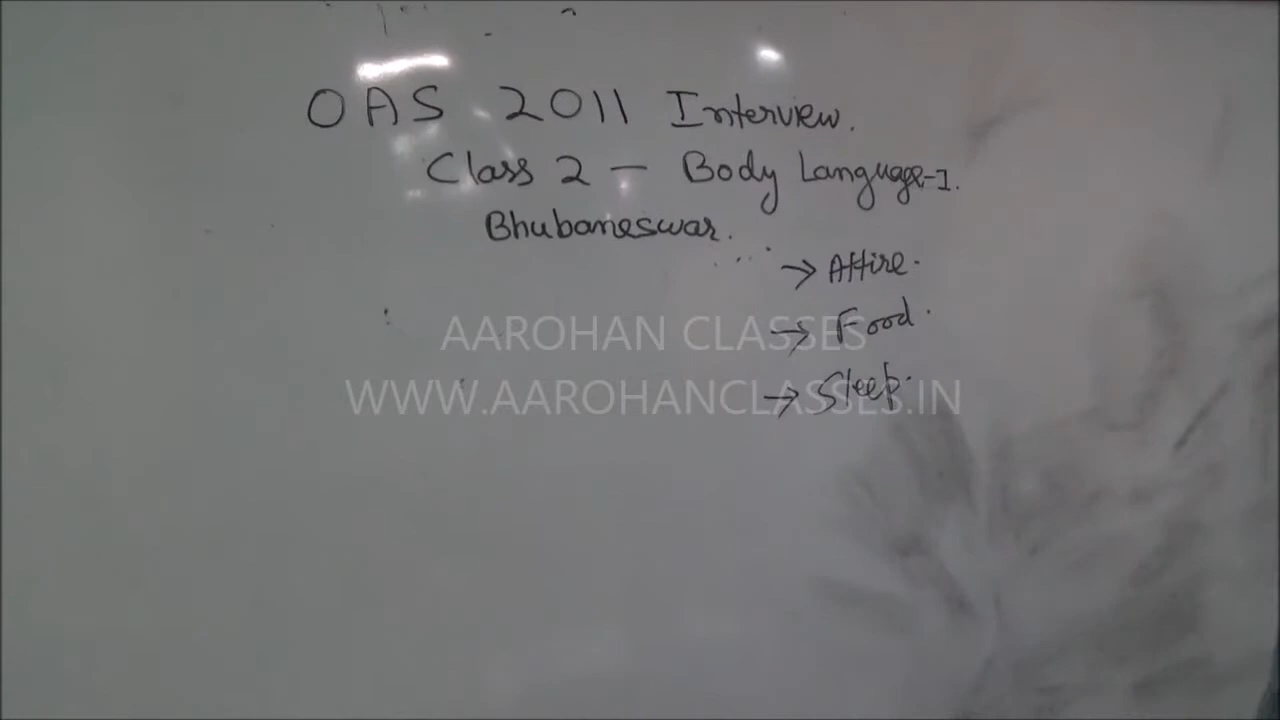 OAS 2011 Interview.
Class 2 – Body Language-I.
Bhubaneswar.
→ Attire.
→ Food.
AAROHAN CLASSES
→ Sleep.
WWW.AAROHANCLASSES.IN